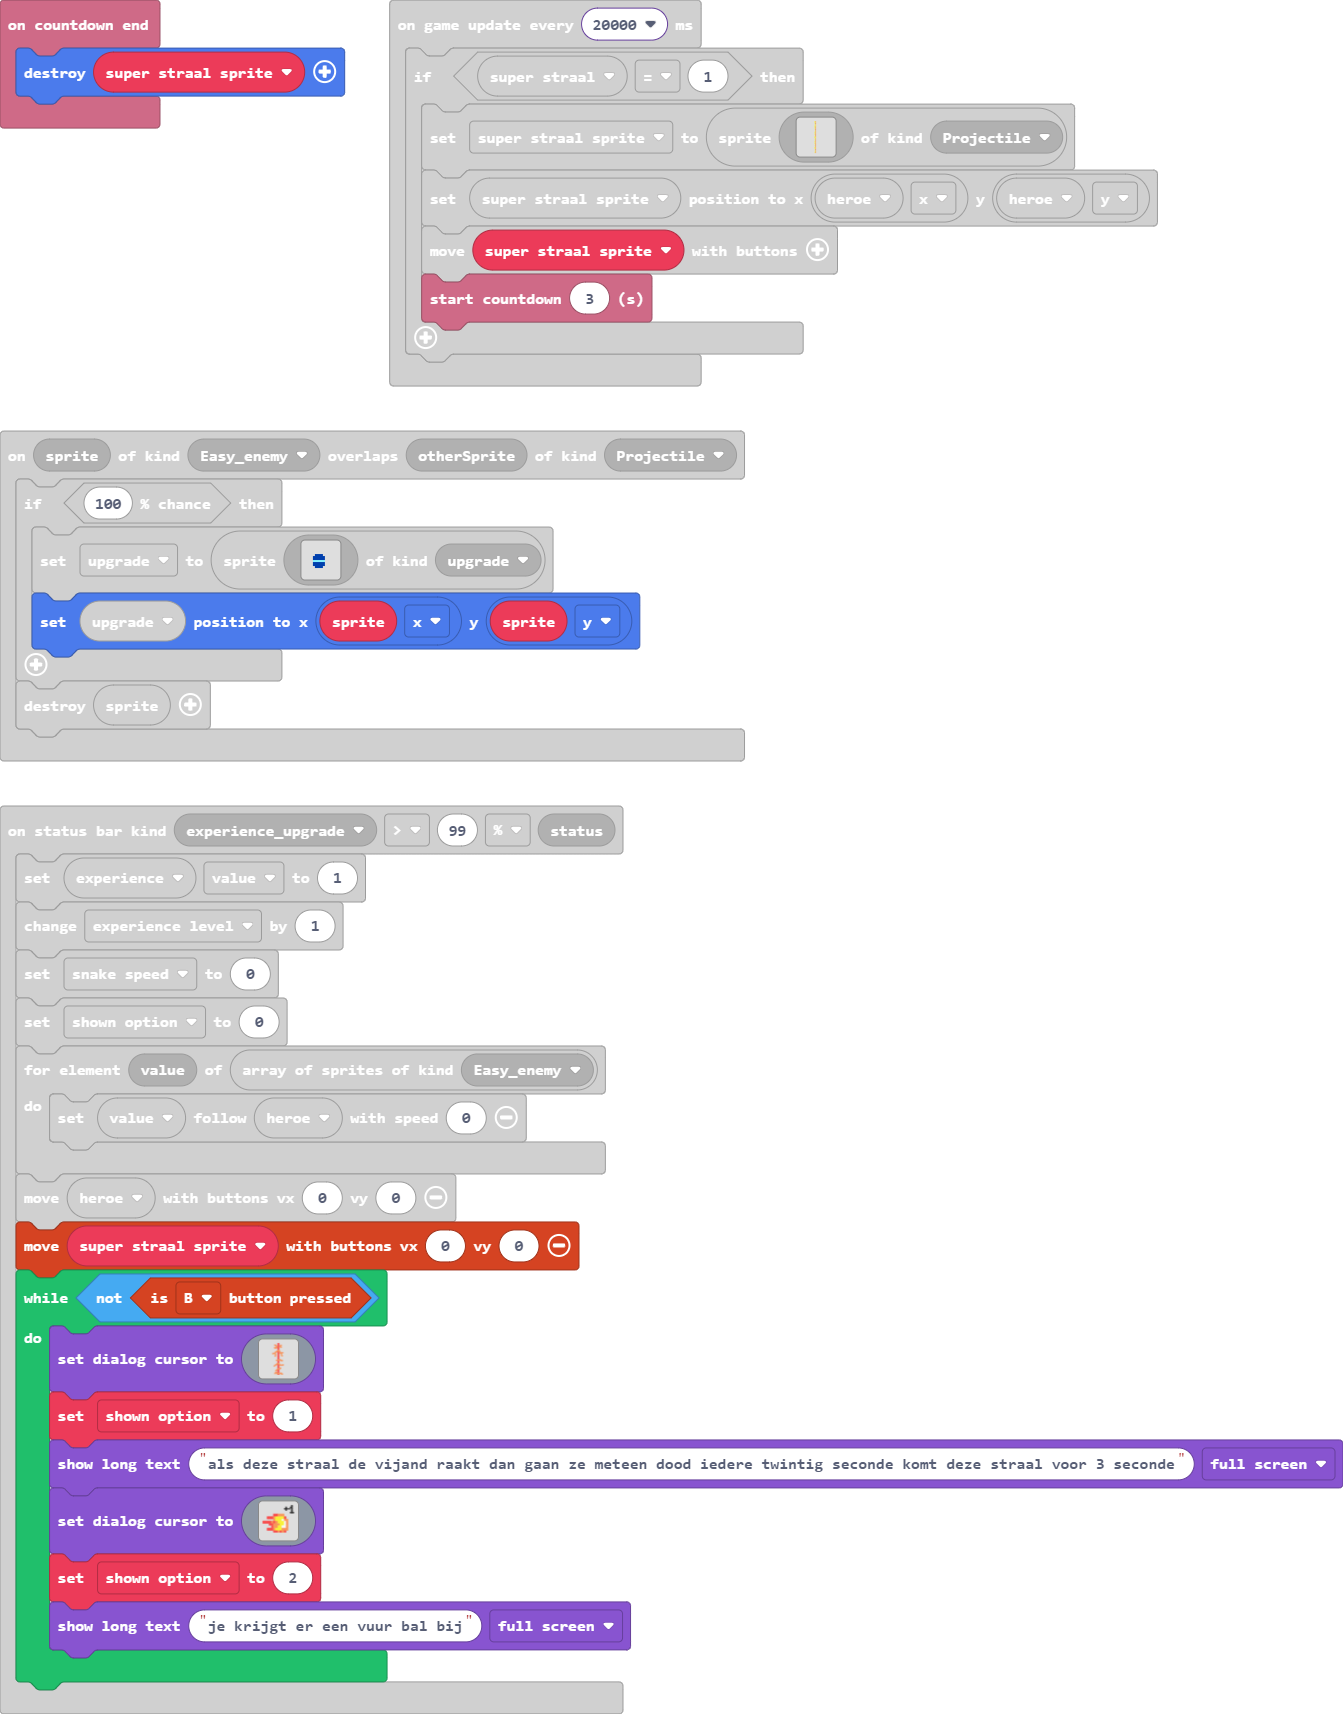 on countdown end
destroy super straal sprite
on game update every 20000 ms
if super straal = 1 then
set super straal sprite to sprite of kind Projectile
set super straal sprite position to x heroe x y heroe y
move super straal sprite with buttons
start countdown 3 (s)
on sprite of kind Easy_enemy overlaps otherSprite of kind Projectile
if 100 % chance then
set upgrade to sprite of kind upgrade
set upgrade position to x sprite x y sprite y
destroy sprite
on status bar kind experience_upgrade > 99 % status
set experience value to 1
change experience level by 1
set snake speed to 0
set shown option to 0
for element value of array of sprites of kind Easy_enemy
do set value follow heroe with speed 0
move heroe with buttons vx 0 vy 0
move super straal sprite with buttons vx 0 vy 0
while not is B button pressed
do
set dialog cursor to
set shown option to 1
show long text "als deze straal de vijand raakt dan gaan ze meteen dood iedere twintig seconde komt deze straal voor 3 seconde" full screen
set dialog cursor to +1
set shown option to 2
show long text "je krijgt er een vuur bal bij" full screen